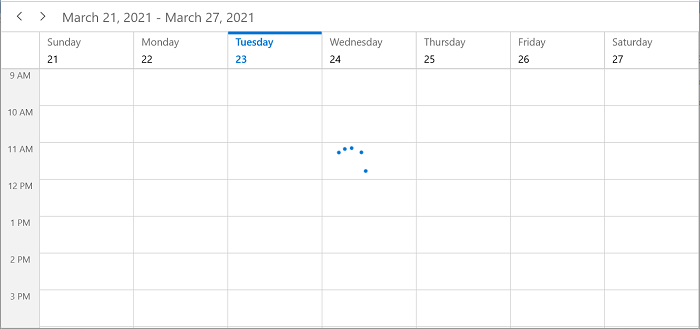 March 21, 2021 - March 27, 2021
Sunday Monday Tuesday Wednesday Thursday Friday Saturday
21 22 23 24 25 26 27
9 AM
10 AM
11 AM
12 PM
1 PM
2 PM
3 PM